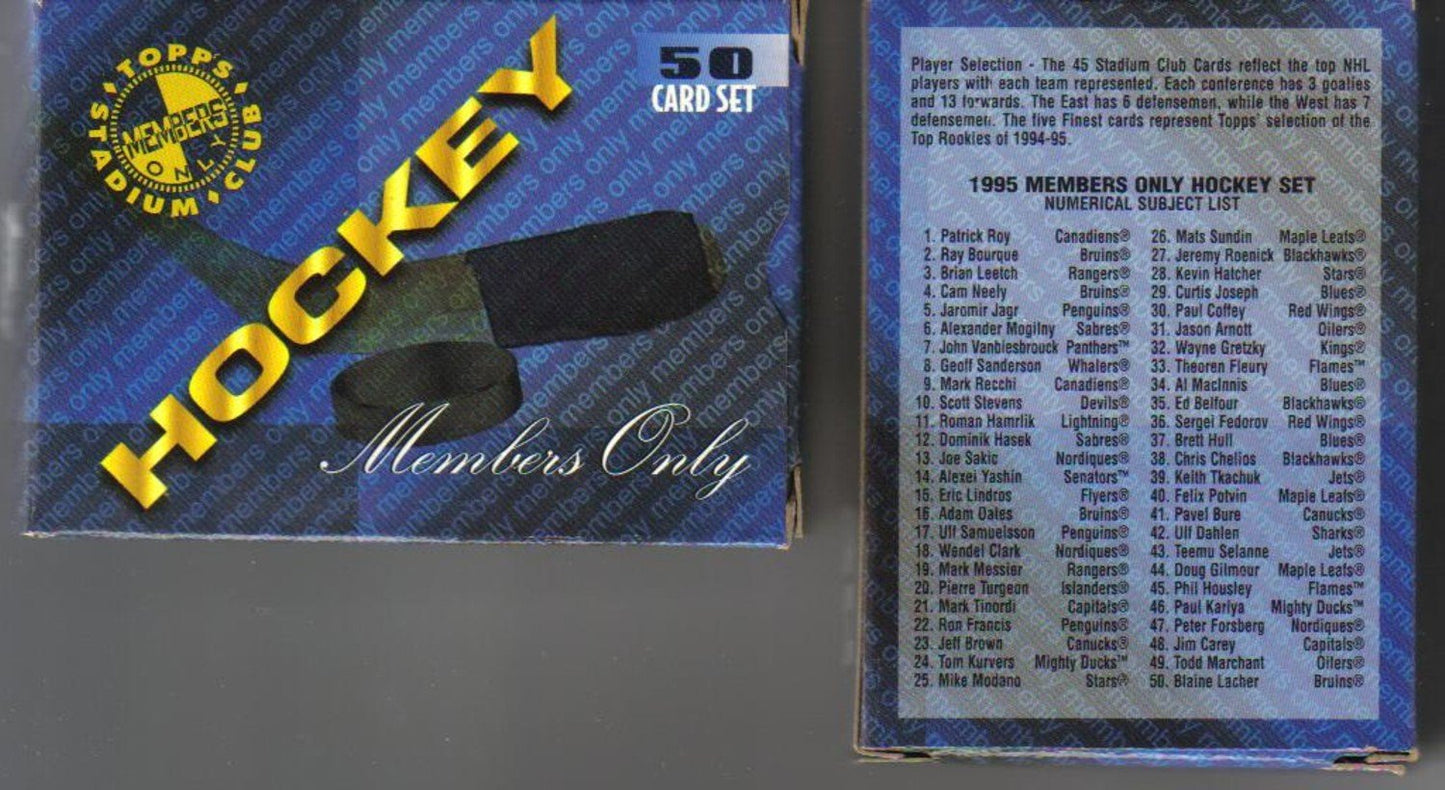 TOPPS
STADIUM CLUB
MEMBERS
ONLY
50
CARD SET
HOCKEY
Members Only
Player Selection - The 45 Stadium Club Cards reflect the top NHL
players with each team represented. Each conference has 3 goalies
and 13 forwards. The East has 6 defensemen, while the West has 7
defensemen. The five Finest cards represent Topps' selection of the
Top Rookies of 1994-95.
1995 MEMBERS ONLY HOCKEY SET
NUMERICAL SUBJECT LIST
1. Patrick Roy Canadiens®
2. Ray Bourque Bruins®
3. Brian Leetch Rangers®
4. Cam Neely Bruins®
5. Jaromir Jagr Penguins®
6. Alexander Mogilny Sabres®
7. John Vanbiesbrouck Panthers™
8. Geoff Sanderson Whalers®
9. Mark Recchi Canadiens®
10. Scott Stevens Devils®
11. Roman Hamrlik Lightning®
12. Dominik Hasek Sabres®
13. Joe Sakic Nordiques®
14. Alexei Yashin Senators™
15. Eric Lindros Flyers®
16. Adam Oates Bruins®
17. Ulf Samuelsson Penguins®
18. Wendel Clark Nordiques®
19. Mark Messier Rangers®
20. Pierre Turgeon Islanders®
21. Mark Tinordi Capitals®
22. Ron Francis Penguins®
23. Jeff Brown Canucks®
24. Tom Kurvers Mighty Ducks™
25. Mike Modano Stars®
26. Mats Sundin Maple Leafs®
27. Jeremy Roenick Blackhawks®
28. Kevin Hatcher Stars®
29. Curtis Joseph Blues®
30. Paul Coffey Red Wings®
31. Jason Arnott Oilers®
32. Wayne Gretzky Kings®
33. Theoren Fleury Flames™
34. Al MacInnis Blues®
35. Ed Belfour Blackhawks®
36. Sergei Fedorov Red Wings®
37. Brett Hull Blues®
38. Chris Chelios Blackhawks®
39. Keith Tkachuk Jets®
40. Felix Potvin Maple Leafs®
41. Pavel Bure Canucks®
42. Ulf Dahlen Sharks®
43. Teemu Selanne Jets®
44. Doug Gilmour Maple Leafs®
45. Phil Housley Flames™
46. Paul Kariya Mighty Ducks™
47. Peter Forsberg Nordiques®
48. Jim Carey Capitals®
49. Todd Marchant Oilers®
50. Blaine Lacher Bruins®